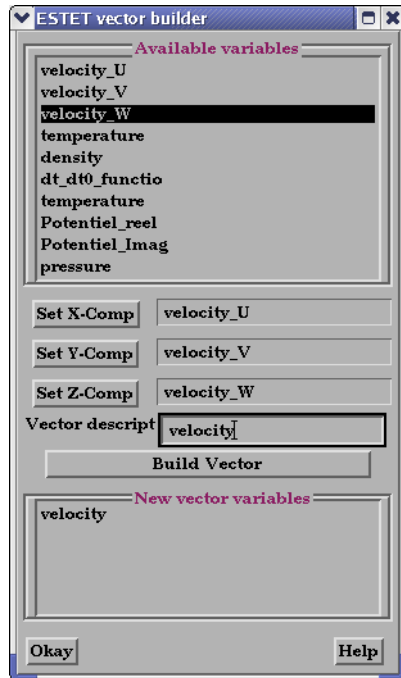 ESTET vector builder
Available variables
velocity_U
velocity_V
velocity_W
temperature
density
dt_dt0_functio
temperature
Potentiel_reel
Potentiel_Imag
pressure
Set X-Comp velocity_U
Set Y-Comp velocity_V
Set Z-Comp velocity_W
Vector descript velocity
Build Vector
New vector variables
velocity
Okay Help